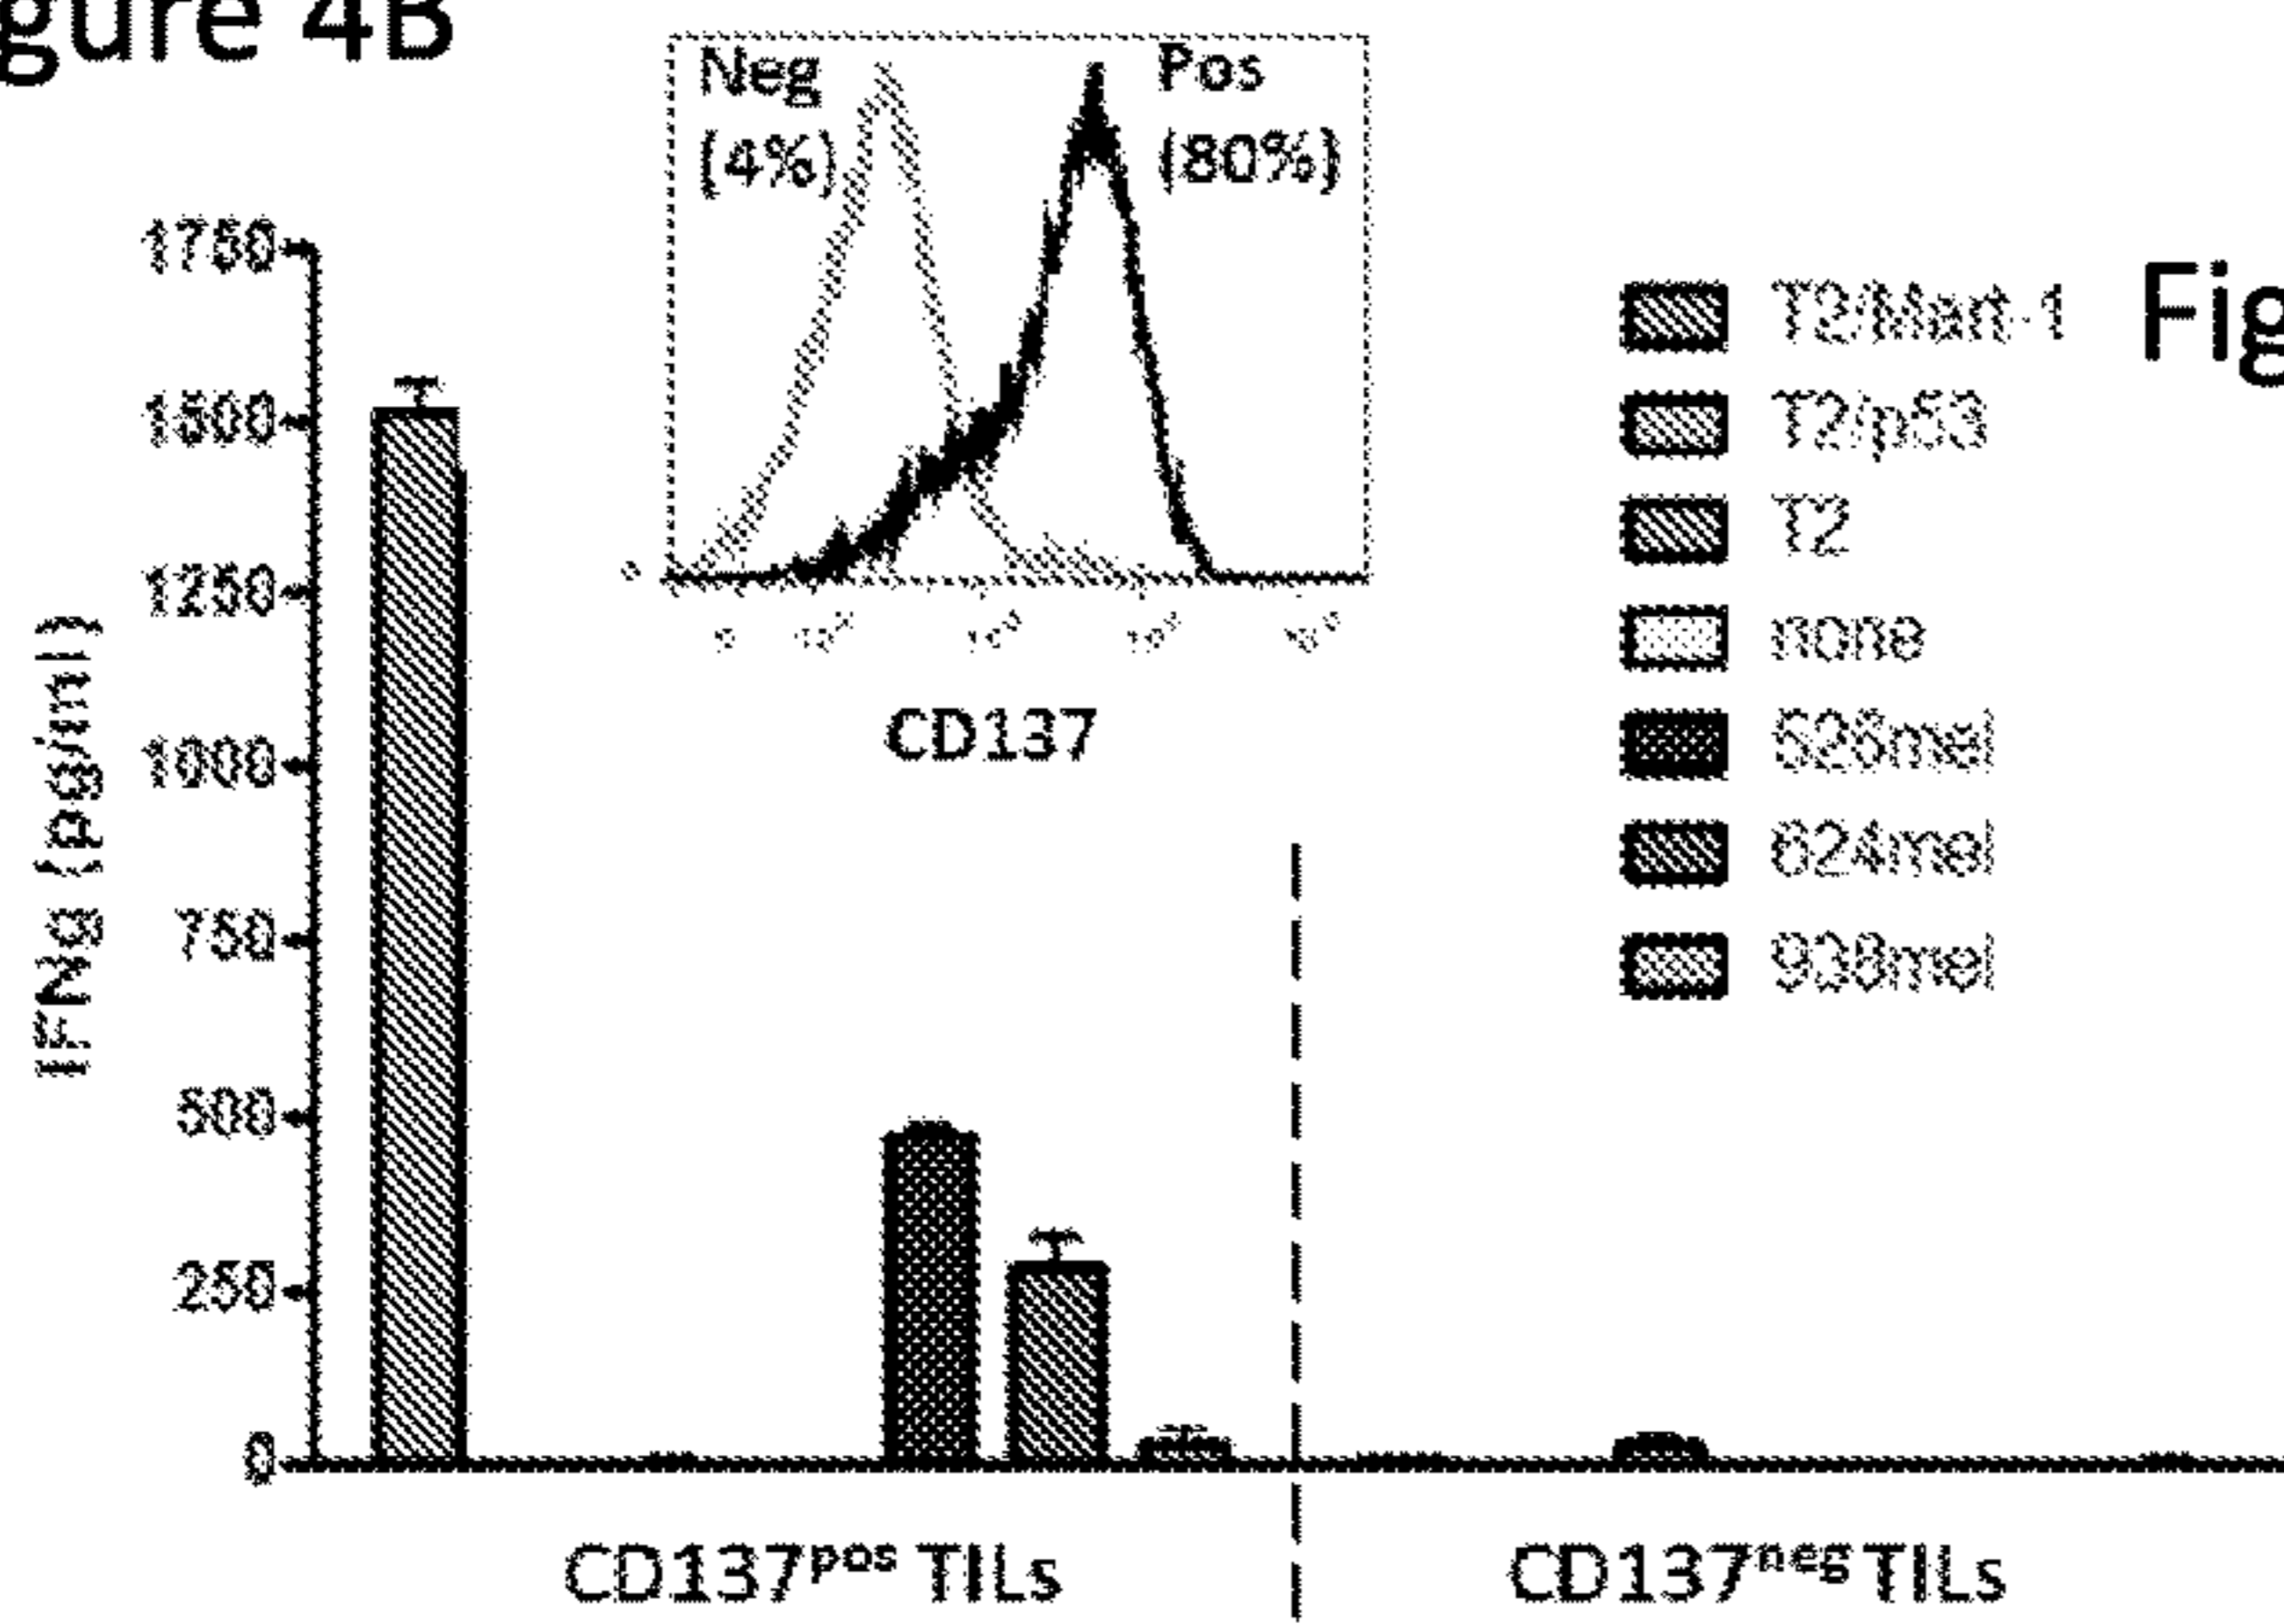 gure 4B
Neg
(4%)
Pos
(80%)
CD137
1750
1500
1250
1000
750
500
250
0
IFNg (pg/ml)
T2/Mart-1
T2/p53
T2
none
526mel
624mel
938mel
Fig
CD137pos TILs
CD137neg TILs